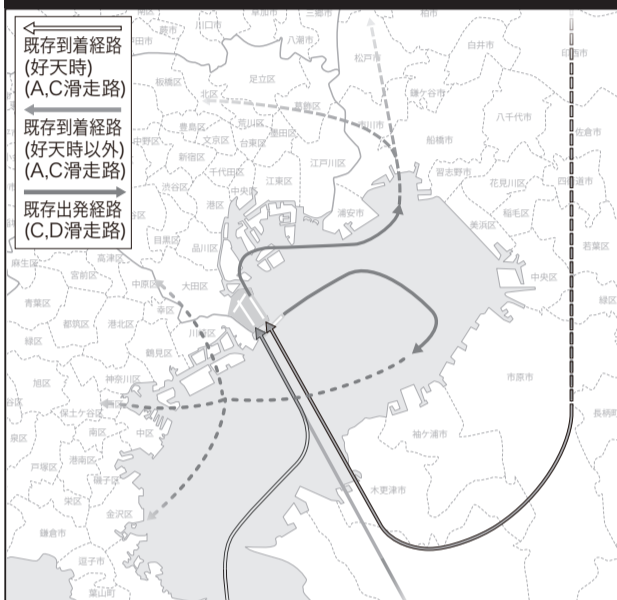 既存到着経路
(好天時)
(A,C滑走路)
既存到着経路
(好天時以外)
(A,C滑走路)
既存出発経路
(C,D滑走路)
川口市
草加市
三郷市
柏市
八潮市
松戸市
白井市
印西市
板橋区
足立区
北区
葛飾区
鎌ケ谷市
市川市
八千代市
中野区
豊島区
荒川区
文京区
台東区
墨田区
船橋市
佐倉市
新宿区
千代田区
江戸川区
習志野市
花見川区
四街道市
渋谷区
中央区
江東区
港区
浦安市
稲毛区
美浜区
目黒区
品川区
若葉区
麻生区
高津区
宮前区
中原区
大田区
中央区
青葉区
幸区
緑区
都筑区
港北区
川崎区
緑区
鶴見区
旭区
神奈川区
市原市
保土ケ谷区
長柄町
泉区
南区
中区
袖ケ浦市
戸塚区
港南区
磯子区
木更津市
栄区
金沢区
鎌倉市
逗子市
葉山町